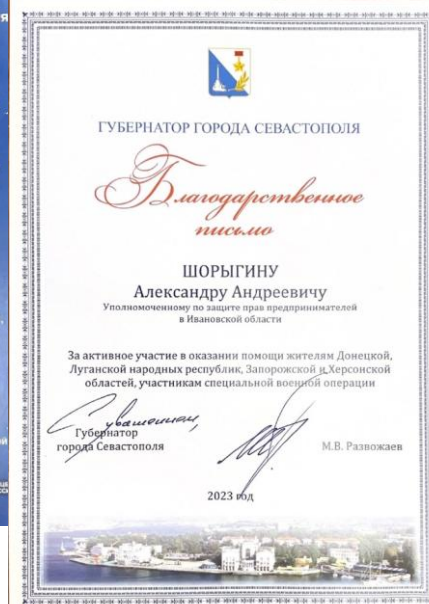 ГУБЕРНАТОР ГОРОДА СЕВАСТОПОЛЯ
Благодарственное
письмо
ШОРЫГИНУ
Александру Андреевичу
Уполномоченному по защите прав предпринимателей
в Ивановской области
За активное участие в оказании помощи жителям Донецкой,
Луганской народных республик, Запорожской и Херсонской
областей, участникам специальной военной операции
С уважением,
Губернатор
города Севастополя
М.В. Развожаев
2023 год